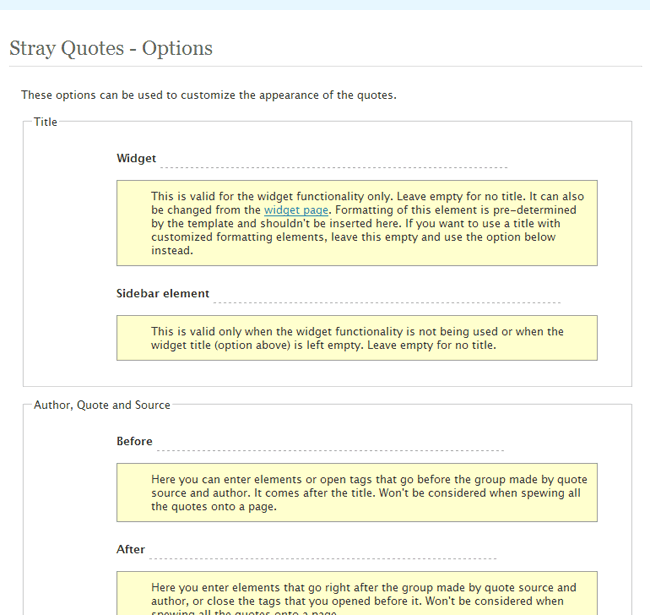 Stray Quotes - Options
These options can be used to customize the appearance of the quotes.
Title
Widget
This is valid for the widget functionality only. Leave empty for no title. It can also
be changed from the widget page. Formatting of this element is pre-determined
by the template and shouldn't be inserted here. If you want to use a title with
customized formatting elements, leave this empty and use the option below
instead.
Sidebar element
This is valid only when the widget functionality is not being used or when the
widget title (option above) is left empty. Leave empty for no title.
Author, Quote and Source
Before
Here you can enter elements or open tags that go before the group made by quote
source and author. It comes after the title. Won't be considered when spewing all
the quotes onto a page.
After
Here you enter elements that go right after the group made by quote source and
author, or close the tags that you opened before it. Won't be considered when
spewing all the quotes onto a page